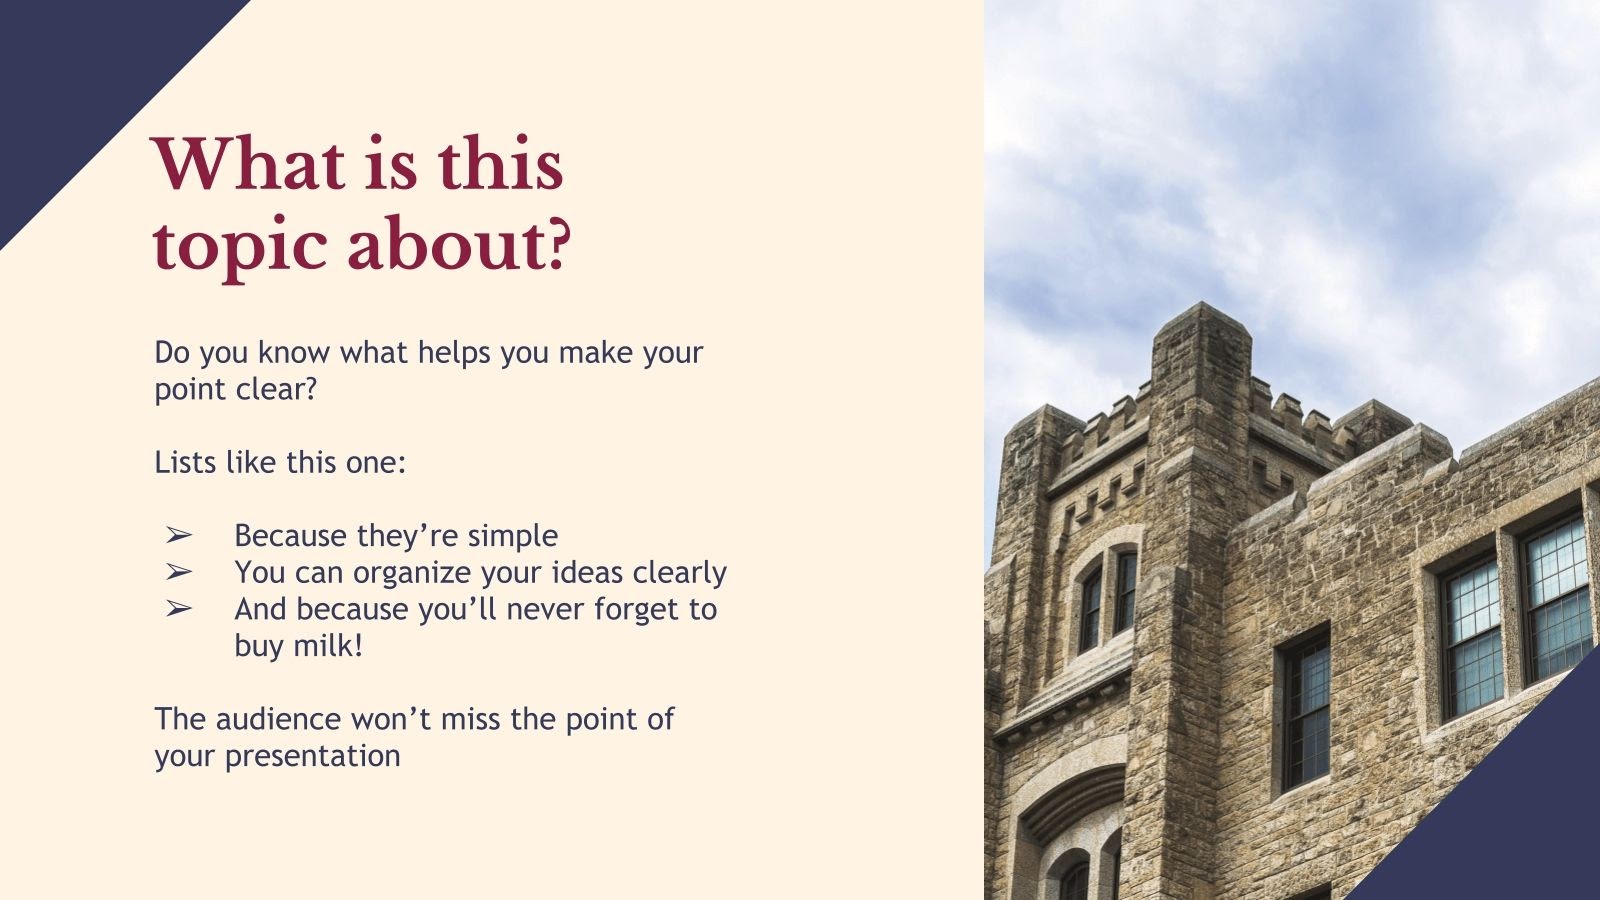 What is this
topic about?
Do you know what helps you make your
point clear?
Lists like this one:
➢ Because they’re simple
➢ You can organize your ideas clearly
➢ And because you’ll never forget to
buy milk!
The audience won’t miss the point of
your presentation